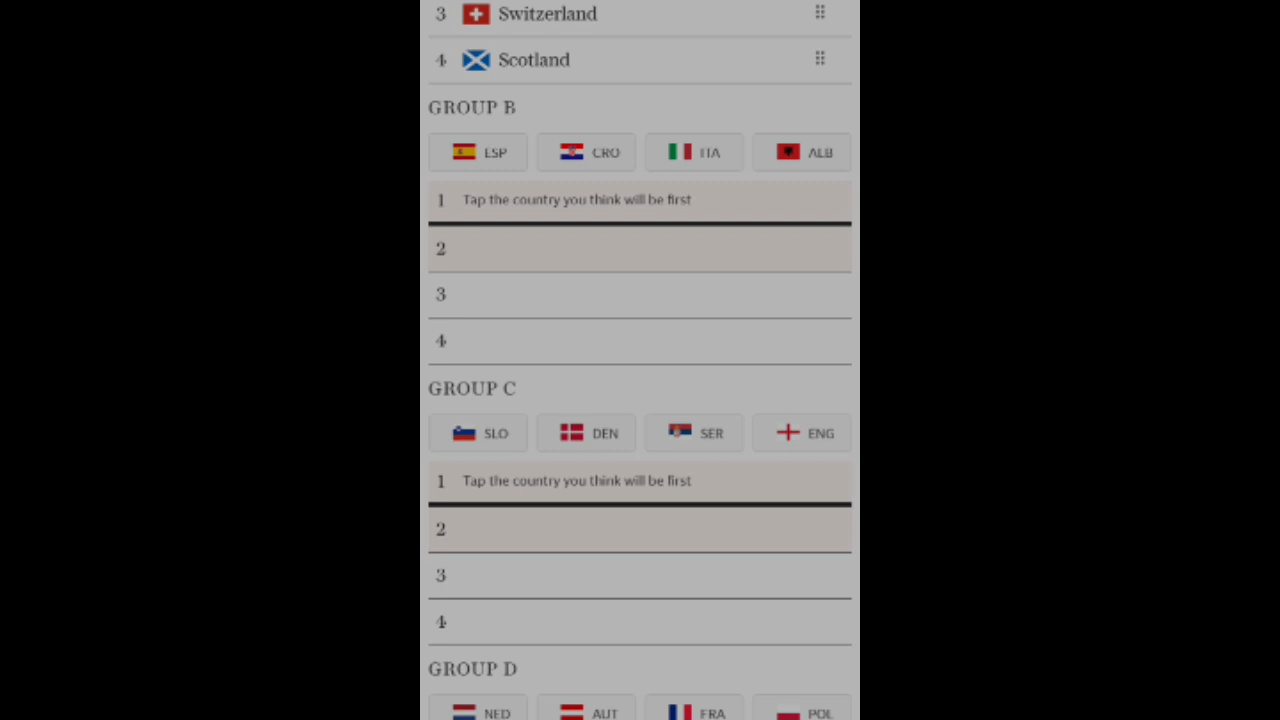 3 Switzerland
4 Scotland
GROUP B
ESP CRO ITA ALB
1 Tap the country you think will be first
2
3
4
GROUP C
SLO DEN SER ENG
1 Tap the country you think will be first
2
3
4
GROUP D
NED AUT FRA POL